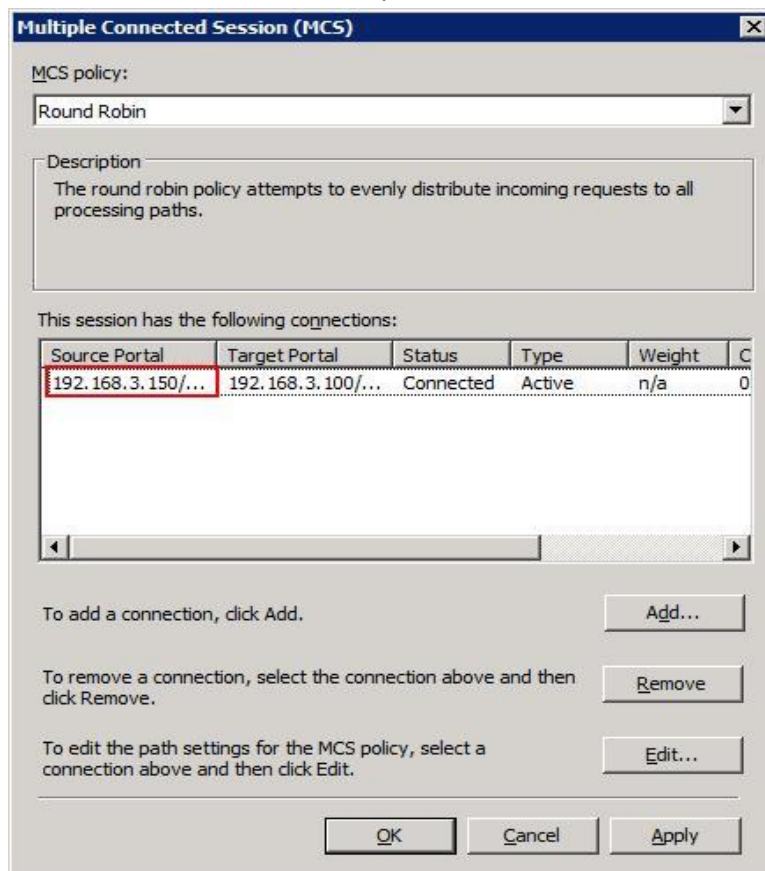 Multiple Connected Session (MCS)
MCS policy:
Round Robin
Description
The round robin policy attempts to evenly distribute incoming requests to all
processing paths.
This session has the following connections:
Source Portal Target Portal Status Type Weight C
192.168.3.150/... 192.168.3.100/... Connected Active n/a 0
To add a connection, click Add.
Add...
To remove a connection, select the connection above and then
click Remove.
Remove
To edit the path settings for the MCS policy, select a
connection above and then click Edit.
Edit...
OK Cancel Apply